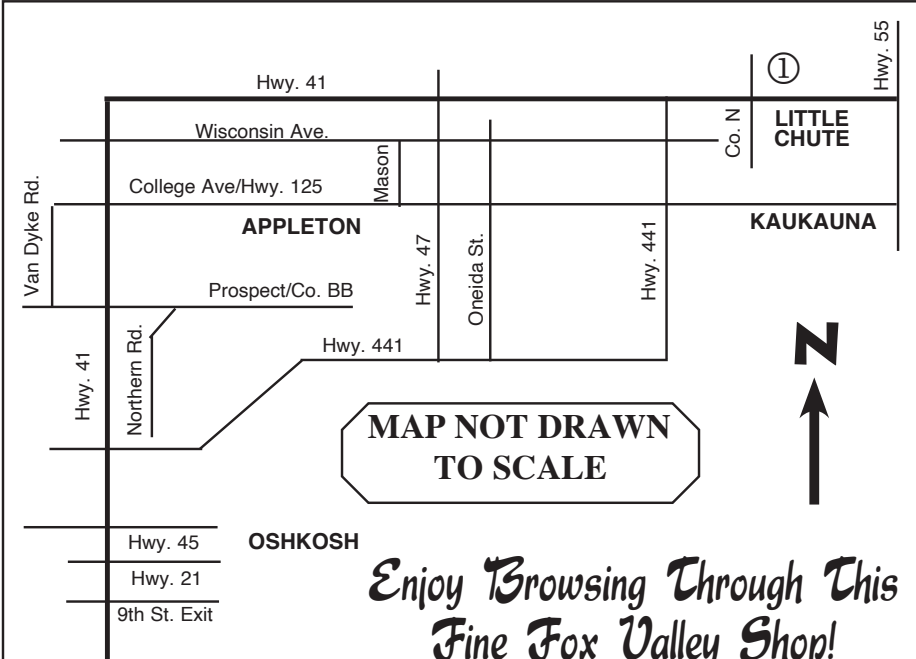 Hwy. 55
①
Hwy. 41
LITTLE
CHUTE
Co. N
Wisconsin Ave.
Mason
College Ave/Hwy. 125
Van Dyke Rd.
APPLETON
KAUKAUNA
Hwy. 47
Oneida St.
Hwy. 441
Prospect/Co. BB
Northern Rd.
Hwy. 441
Hwy. 41
N
MAP NOT DRAWN
TO SCALE
Hwy. 45
OSHKOSH
Hwy. 21
9th St. Exit
Enjoy Browsing Through This
Fine Fox Valley Shop!